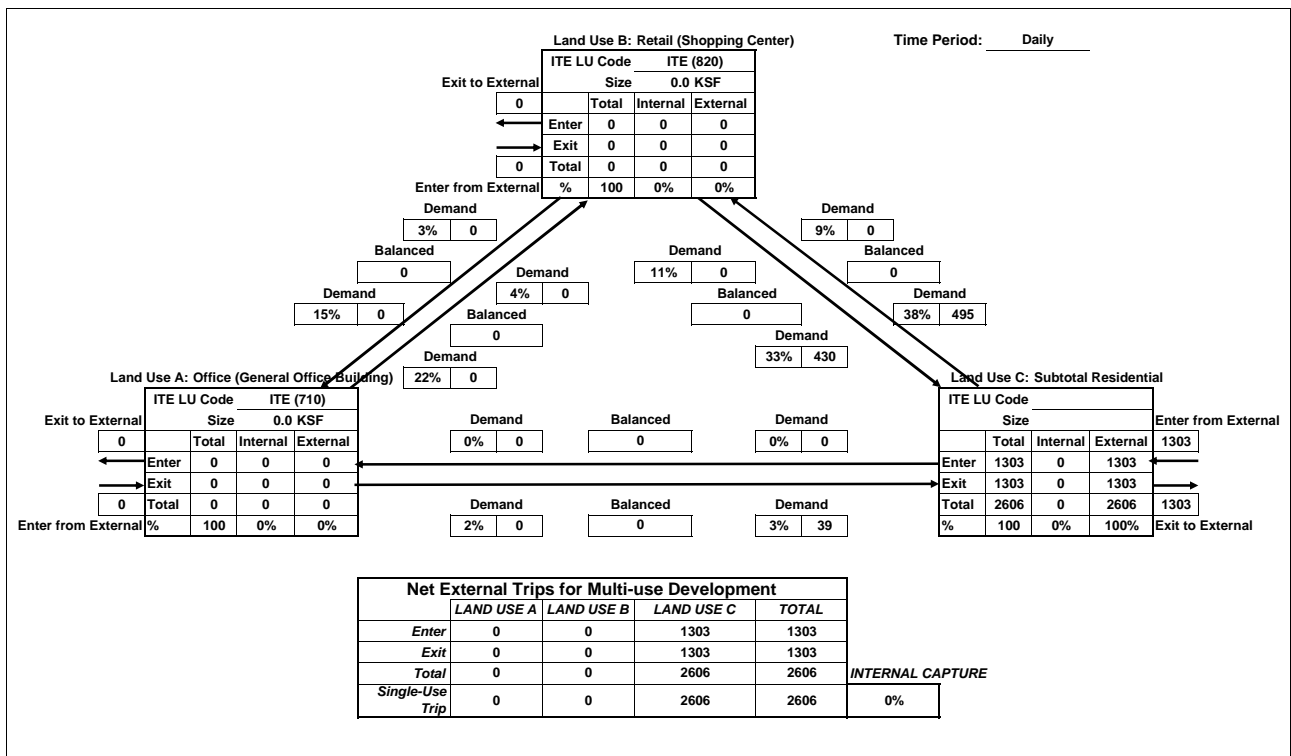 Land Use B: Retail (Shopping Center)
Time Period: Daily
ITE LU Code ITE (820)
Exit to External Size 0.0 KSF
0 Total Internal External
Enter 0 0 0
Exit 0 0 0
0 Total 0 0 0
Enter from External % 100 0% 0%
Demand Demand
3% 0 9% 0
Balanced Demand Balanced
0 11% 0 0
Demand
4% 0
Demand Balanced Demand
15% 0 0 38% 495
Balanced
0
Demand
33% 430
Demand
22% 0
Land Use A: Office (General Office Building)
ITE LU Code ITE (710)
Exit to External Size 0.0 KSF
0 Total Internal External
Enter 0 0 0
Exit 0 0 0
0 Total 0 0 0
Enter from External % 100 0% 0%
Demand Balanced Demand
0% 0 0 0% 0
Demand Balanced Demand
2% 0 0 3% 39
Land Use C: Subtotal Residential
ITE LU Code
Size Enter from External
Total Internal External 1303
Enter 1303 0 1303
Exit 1303 0 1303
Total 2606 0 2606 1303
% 100 0% 100% Exit to External
Net External Trips for Multi-use Development
LAND USE A LAND USE B LAND USE C TOTAL
Enter 0 0 1303 1303
Exit 0 0 1303 1303
Total 0 0 2606 2606 INTERNAL CAPTURE
Single-Use
Trip 0 0 2606 2606 0%